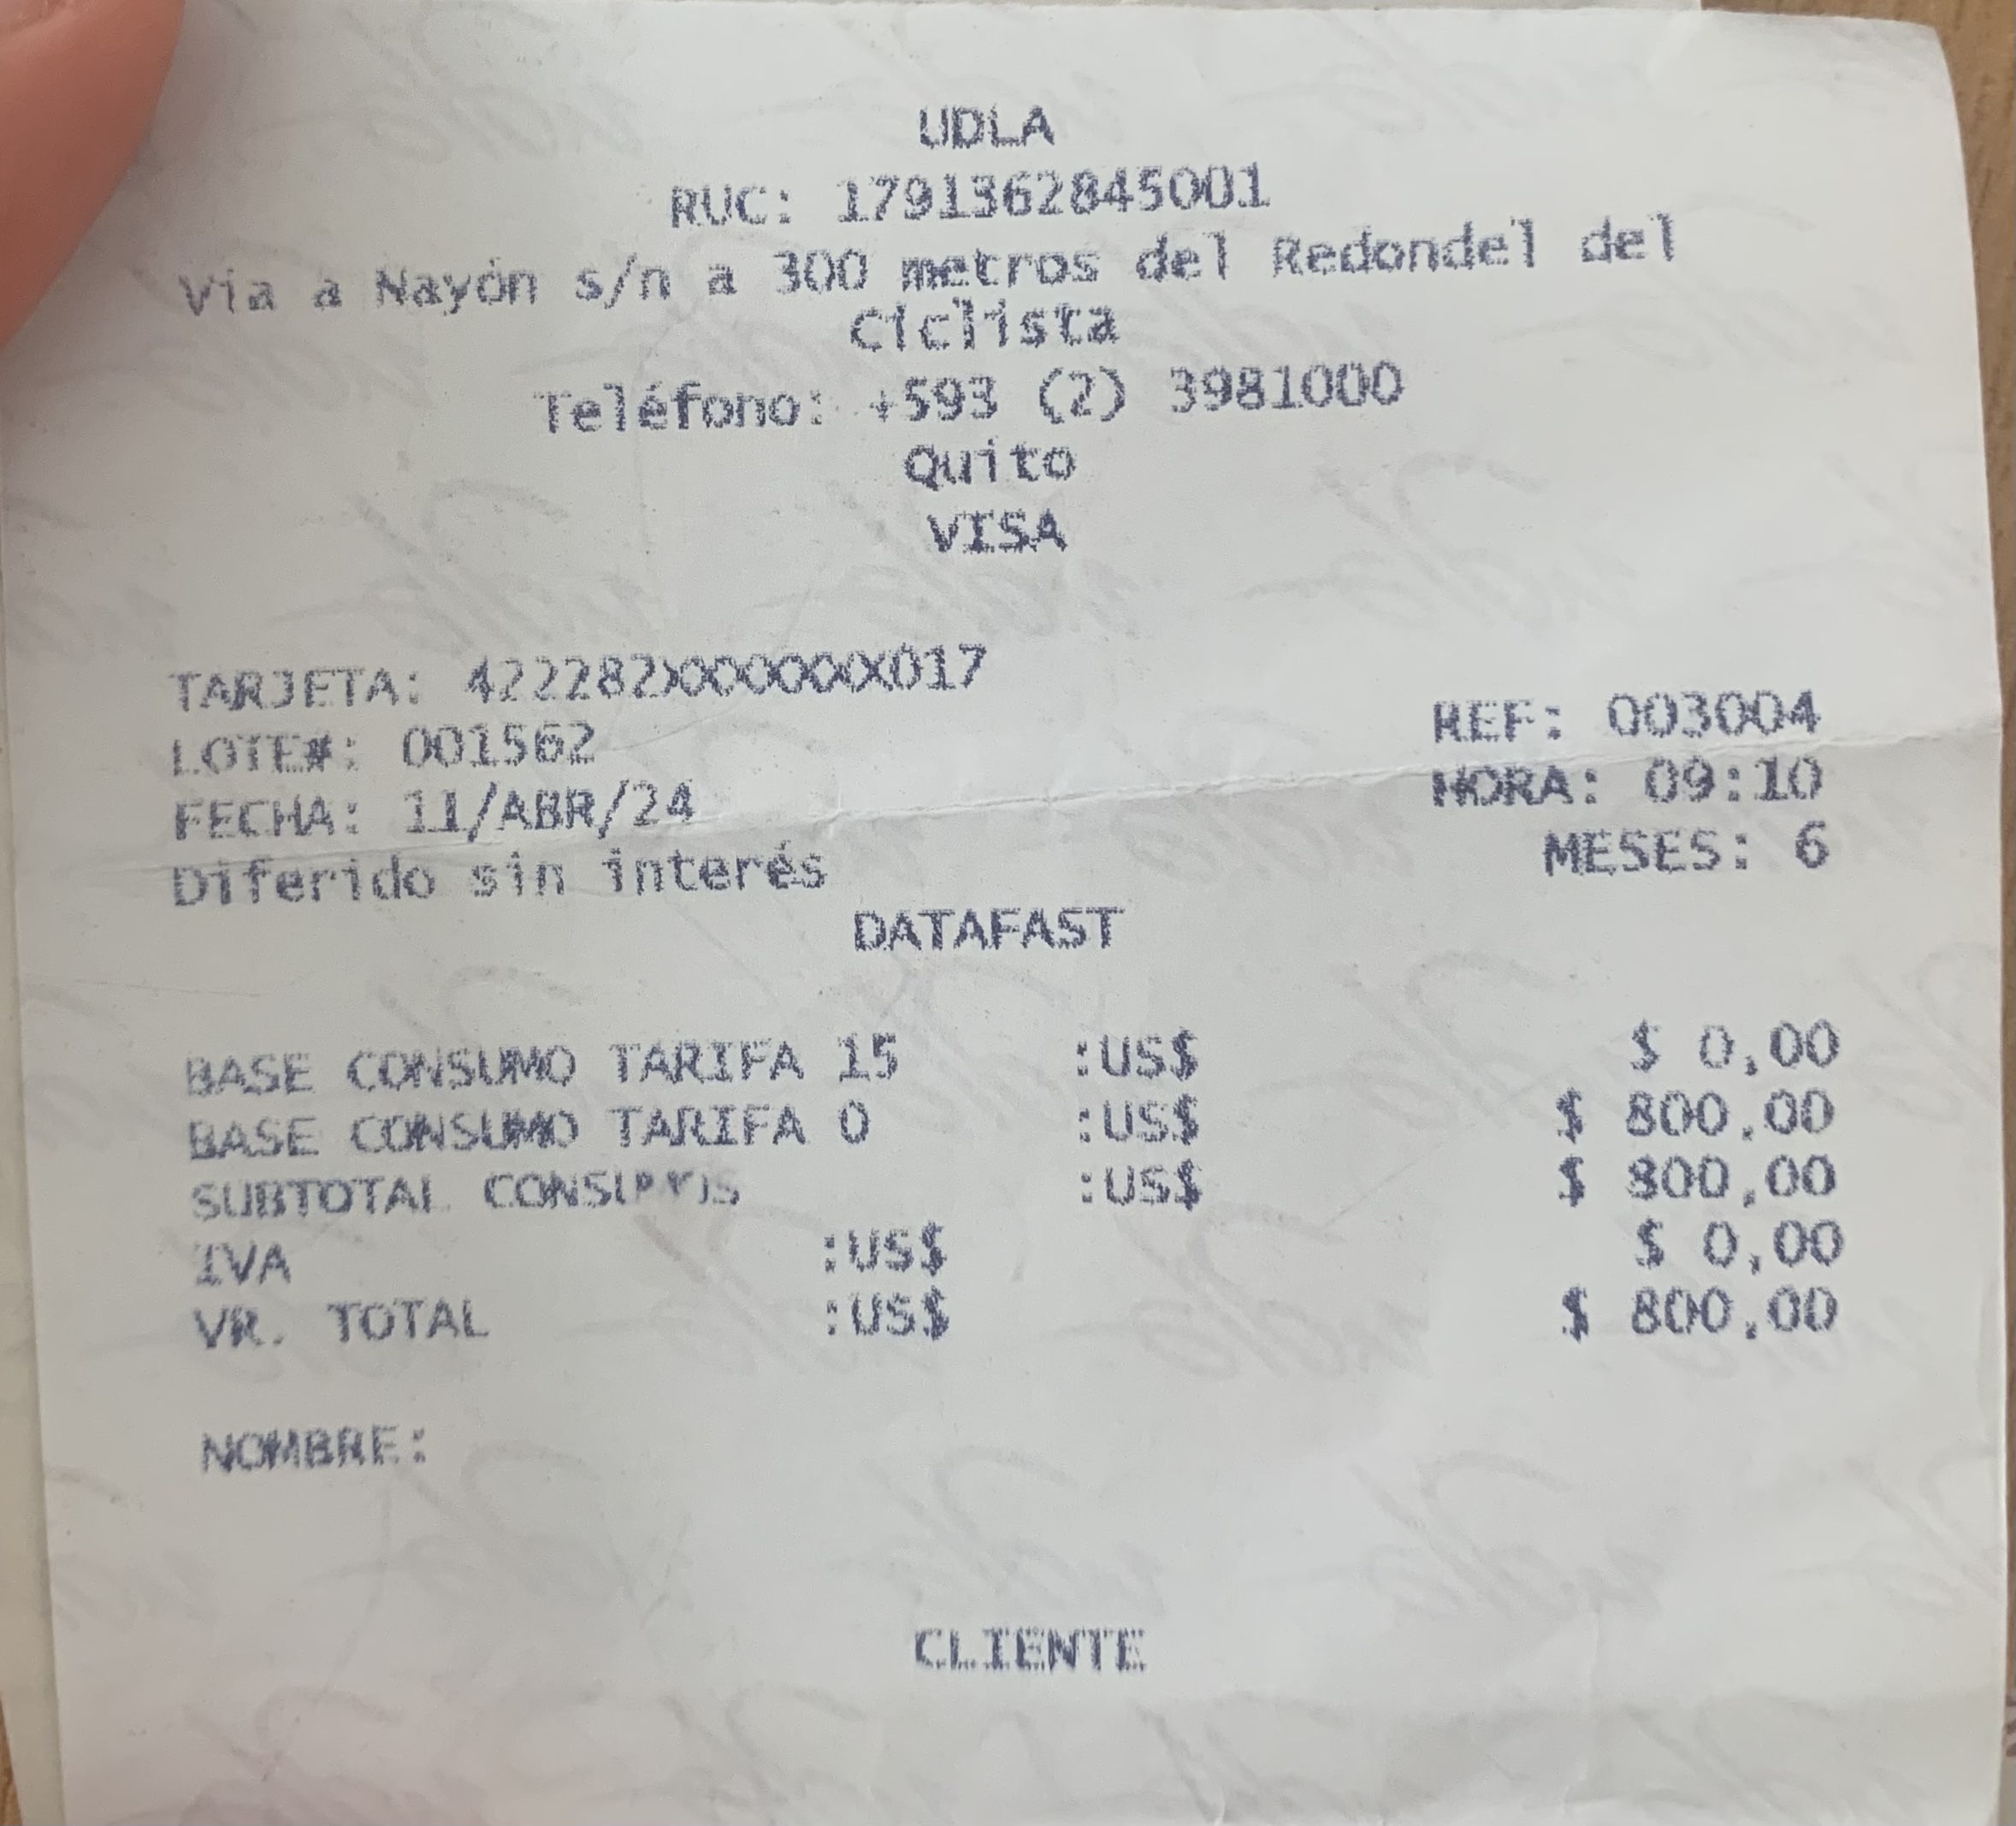 UDLA
RUC: 1791362845001
Vía a Nayón s/n a 300 metros del Redondel del
Ciclista
Teléfono: +593 (2) 3981000
Quito
VISA
TARJETA: 422282XXXXXXX017
LOTE#: 001562 REF: 003004
FECHA: 11/ABR/24 HORA: 09:10
Diferido sin interés MESES: 6
DATAFAST
BASE CONSUMO TARIFA 15 :US$ $ 0,00
BASE CONSUMO TARIFA 0 :US$ $ 800,00
SUBTOTAL CONSUMOS :US$ $ 800,00
IVA :US$ $ 0,00
VR. TOTAL :US$ $ 800,00
NOMBRE:
CLIENTE